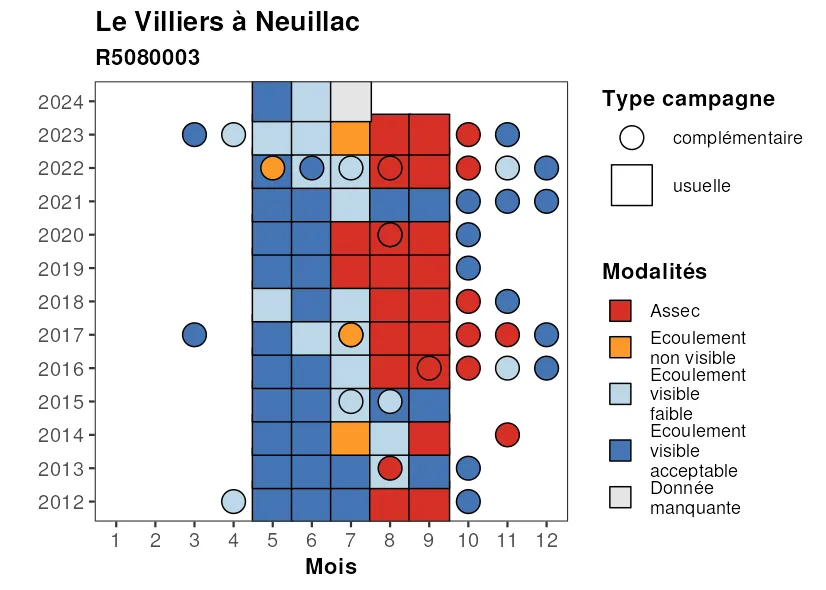 Le Villiers à Neuillac
R5080003
2024
2023
2022
2021
2020
2019
2018
2017
2016
2015
2014
2013
2012
1 2 3 4 5 6 7 8 9 10 11 12
Mois
Type campagne
complémentaire
usuelle
Modalités
Assec
Ecoulement
non visible
Ecoulement
visible
faible
Ecoulement
visible
acceptable
Donnée
manquante